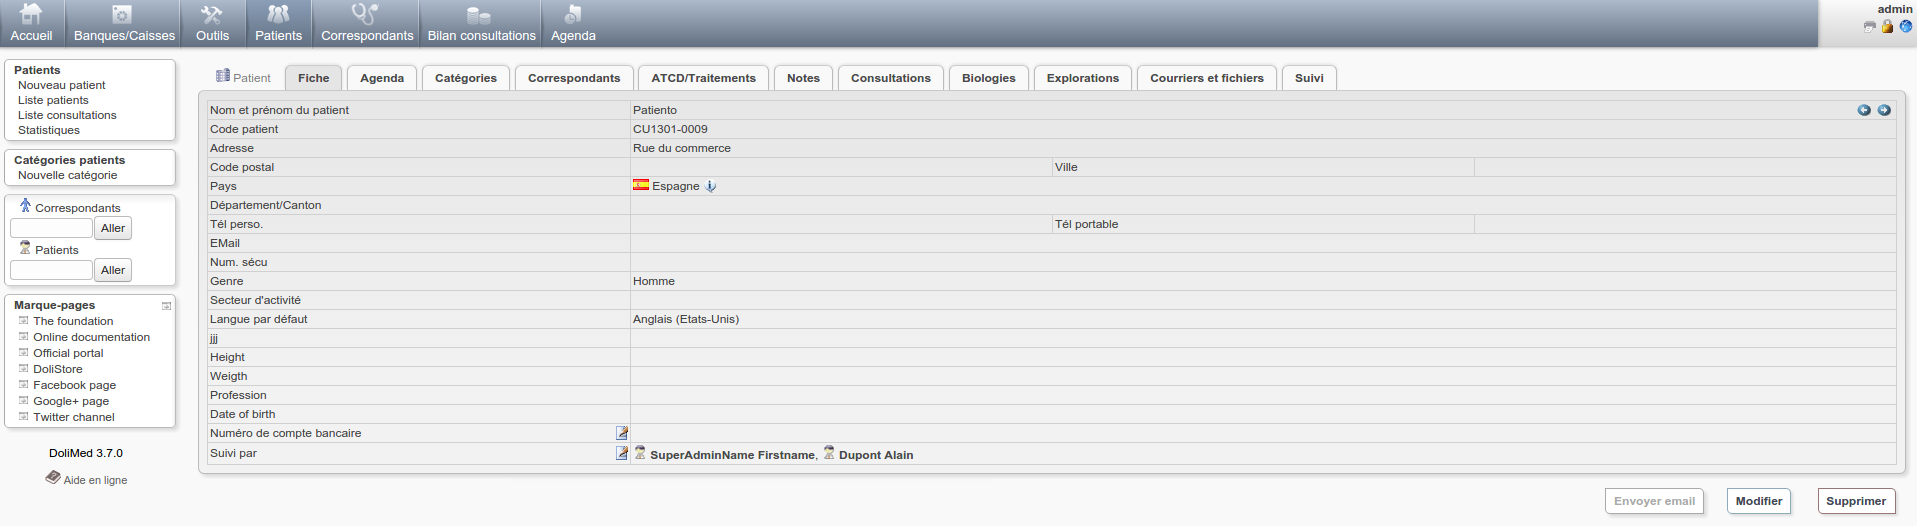 Accueil Banques/Caisses Outils Patients Correspondants Bilan consultations Agenda
admin
Patients
Nouveau patient
Liste patients
Liste consultations
Statistiques
Catégories patients
Nouvelle catégorie
Correspondants
Aller
Patients
Aller
Marque-pages
The foundation
Online documentation
Official portal
DoliStore
Facebook page
Google+ page
Twitter channel
DoliMed 3.7.0
Aide en ligne
Patient Fiche Agenda Catégories Correspondants ATCD/Traitements Notes Consultations Biologies Explorations Courriers et fichiers Suivi
Nom et prénom du patient Patiento
Code patient CU1301-0009
Adresse Rue du commerce
Code postal Ville
Pays Espagne
Département/Canton
Tél perso. Tél portable
EMail
Num. sécu
Genre Homme
Secteur d'activité
Langue par défaut Anglais (Etats-Unis)
jjj
Height
Weigth
Profession
Date of birth
Numéro de compte bancaire
Suivi par SuperAdminName Firstname, Dupont Alain
Envoyer email Modifier Supprimer